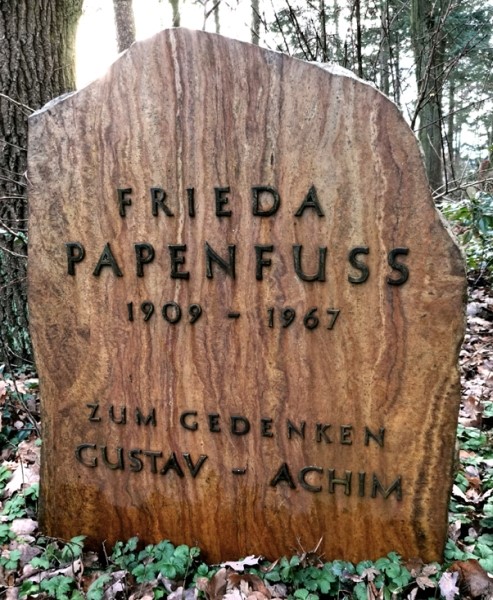 FRIEDA
PAPENFUSS
1909 - 1967
ZUM GEDENKEN
GUSTAV - ACHIM